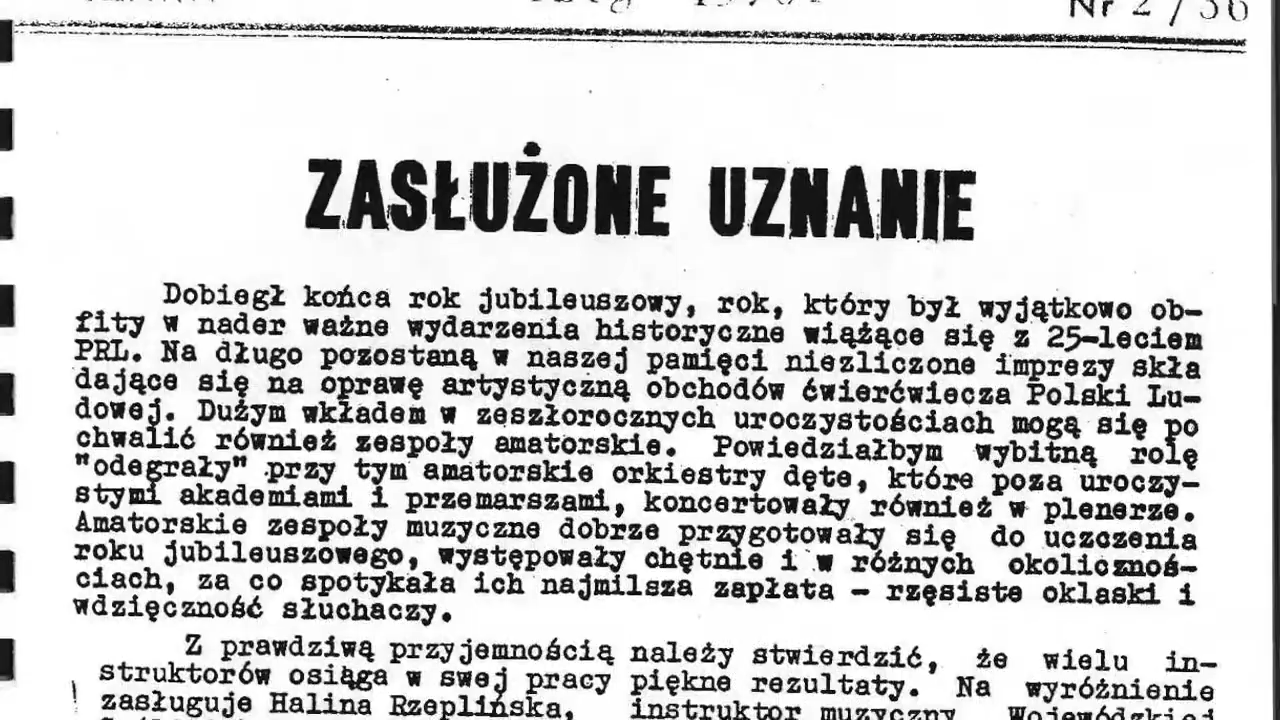 Nr 2/56
ZASŁUŻONE UZNANIE
Dobiegł końca rok jubileuszowy, rok, który był wyjątkowo ob-
fity w nader ważne wydarzenia historyczne wiążące się z 25-leciem
PRL. Na długo pozostaną w naszej pamięci niezliczone imprezy skła
dające się na oprawę artystyczną obchodów ćwierćwiecza Polski Lu-
dowej. Dużym wkładem w zeszłorocznych uroczystościach mogą się po
chwalić również zespoły amatorskie. Powiedziałbym wybitną rolę
"odegrały" przy tym amatorskie orkiestry dęte, które poza uroczy-
stymi akademiami i przemarszami, koncertowały również w plenerze.
Amatorskie zespoły muzyczne dobrze przygotowały się do uczczenia
roku jubileuszowego, występowały chętnie i w różnych okolicznoś-
ciach, za co spotykała ich najmilsza zapłata - rzęsiste oklaski i
wdzięczność słuchaczy.
Z prawdziwą przyjemnością należy stwierdzić, że wielu in-
struktorów osiąga w swej pracy piękne rezultaty. Na wyróżnienie
zasługuje Halina Rzeplińska, instruktor muzyczny Wojewódzkiej